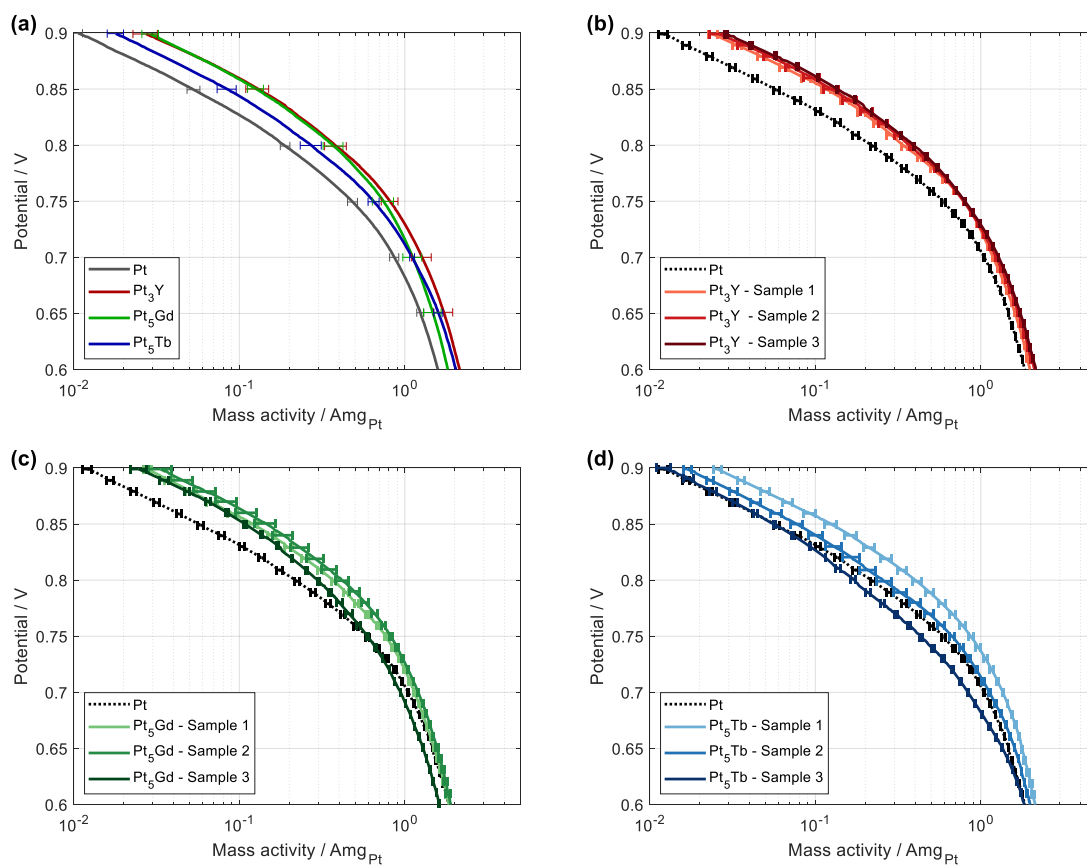 (a)
0.9
0.85
0.8
0.75
0.7
0.65
0.6
Potential / V
Pt
Pt₃Y
Pt₅Gd
Pt₅Tb
10⁻² 10⁻¹ 10⁰
Mass activity / Amg_Pt
(b)
0.9
0.85
0.8
0.75
0.7
0.65
0.6
Potential / V
Pt
Pt₃Y - Sample 1
Pt₃Y - Sample 2
Pt₃Y - Sample 3
10⁻² 10⁻¹ 10⁰
Mass activity / Amg_Pt
(c)
0.9
0.85
0.8
0.75
0.7
0.65
0.6
Potential / V
Pt
Pt₅Gd - Sample 1
Pt₅Gd - Sample 2
Pt₅Gd - Sample 3
10⁻² 10⁻¹ 10⁰
Mass activity / Amg_Pt
(d)
0.9
0.85
0.8
0.75
0.7
0.65
0.6
Potential / V
Pt
Pt₅Tb - Sample 1
Pt₅Tb - Sample 2
Pt₅Tb - Sample 3
10⁻² 10⁻¹ 10⁰
Mass activity / Amg_Pt